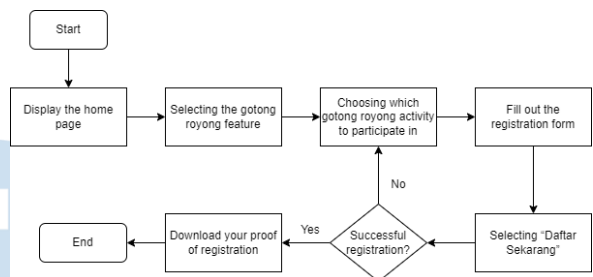 Start
Display the home
page
Selecting the gotong
royong feature
Choosing which
gotong royong activity
to participate in
Fill out the
registration form
No
End
Download your proof
of registration
Yes
Successful
registration?
Selecting “Daftar
Sekarang”